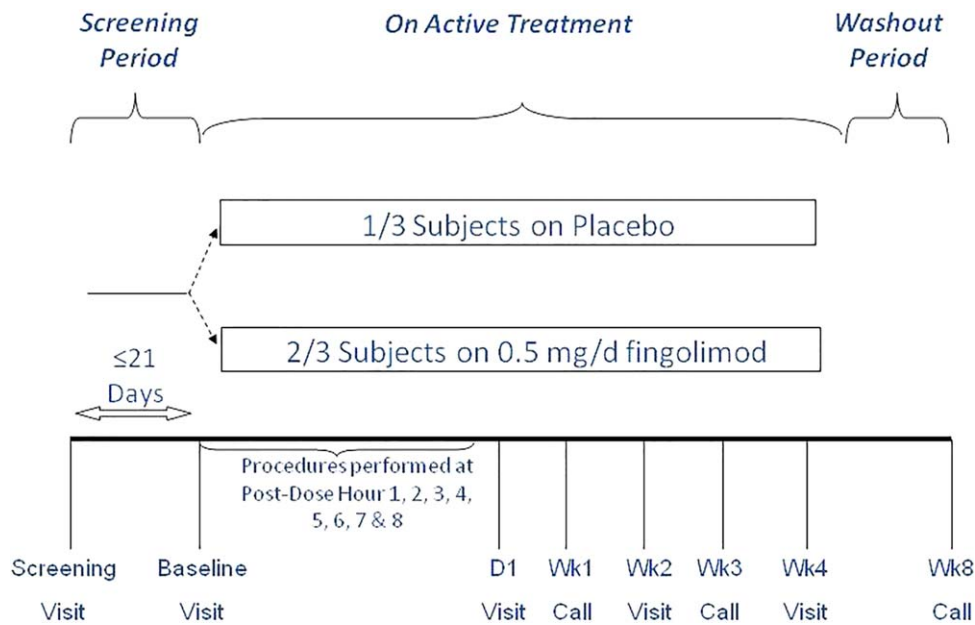 Screening
Period
On Active Treatment
Washout
Period
1/3 Subjects on Placebo
2/3 Subjects on 0.5 mg/d fingolimod
≤21
Days
Procedures performed at
Post-Dose Hour 1, 2, 3, 4,
5, 6, 7 & 8
Screening
Visit
Baseline
Visit
D1
Visit
Wk1
Call
Wk2
Visit
Wk3
Call
Wk4
Visit
Wk8
Call